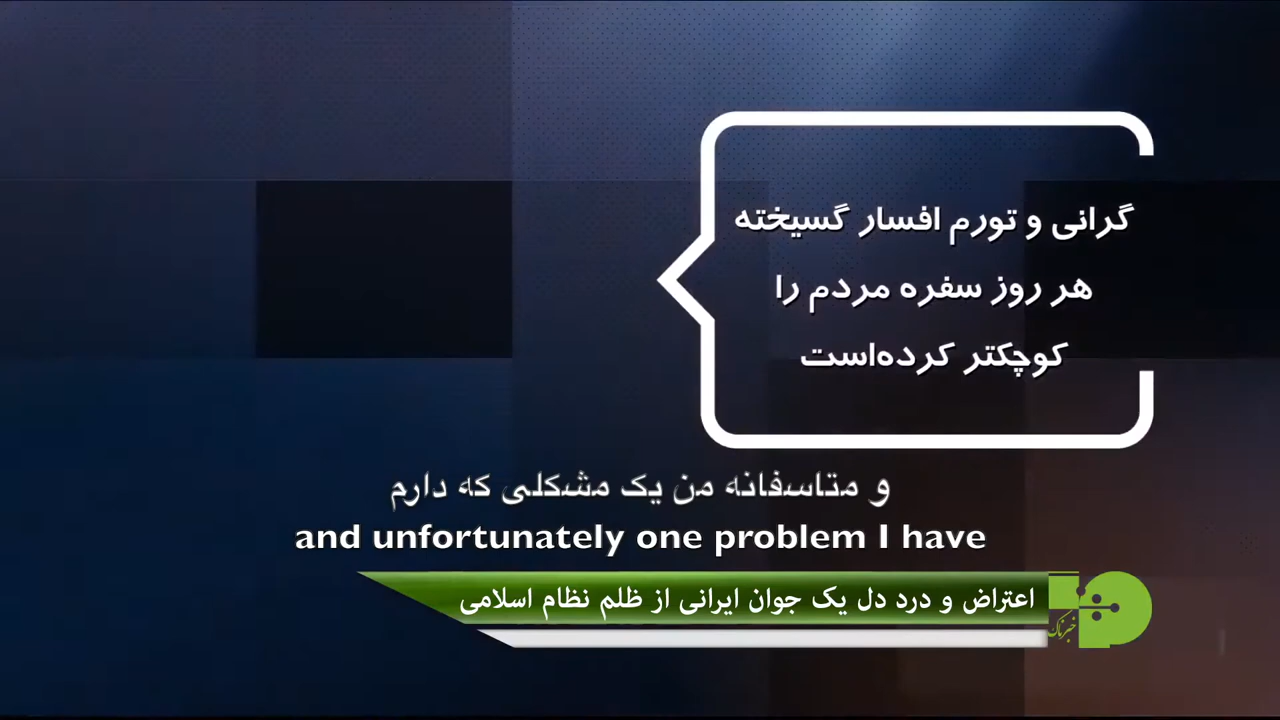 گرانی و تورم افسار گسیخته
هر روز سفره مردم را
کوچکتر کرده‌است
و متاسفانه من یک مشکلی که دارم
and unfortunately one problem I have
اعتراض و درد دل یک جوان ایرانی از ظلم نظام اسلامی
خبرناک